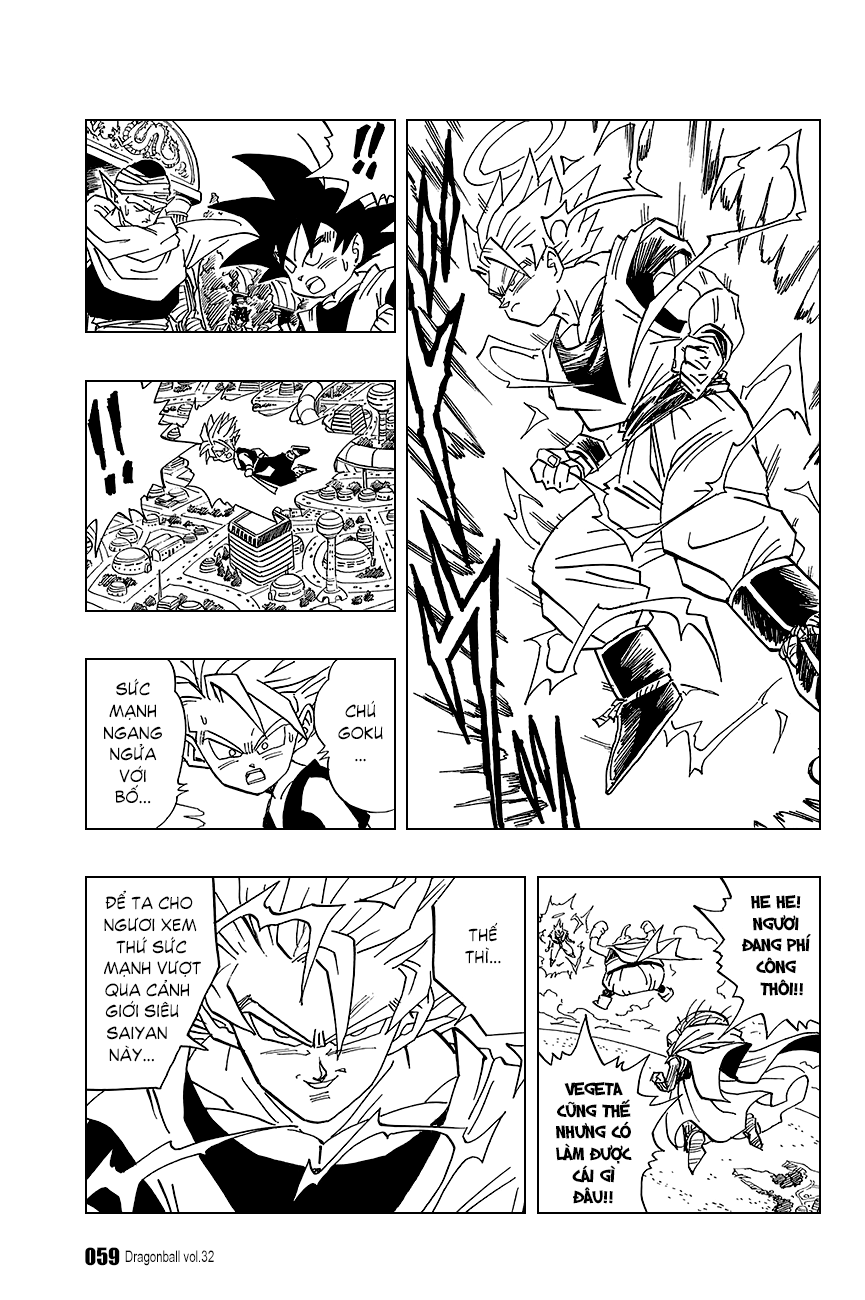 !!
!!
CHÚ
GOKU
...
SỨC
MẠNH
NGANG
NGỬA
VỚI
BỐ...
HE HE!
NGƯƠI
ĐANG PHÍ
CÔNG
THÔI!!
VEGETA
CŨNG THẾ
NHƯNG CÓ
LÀM ĐƯỢC
CÁI GÌ
ĐÂU!!
THẾ
THÌ...
ĐỂ TA CHO
NGƯƠI XEM
THỨ SỨC
MẠNH VƯỢT
QUA CẢNH
GIỚI SIÊU
SAIYAN
NÀY...
059 Dragonball vol.32